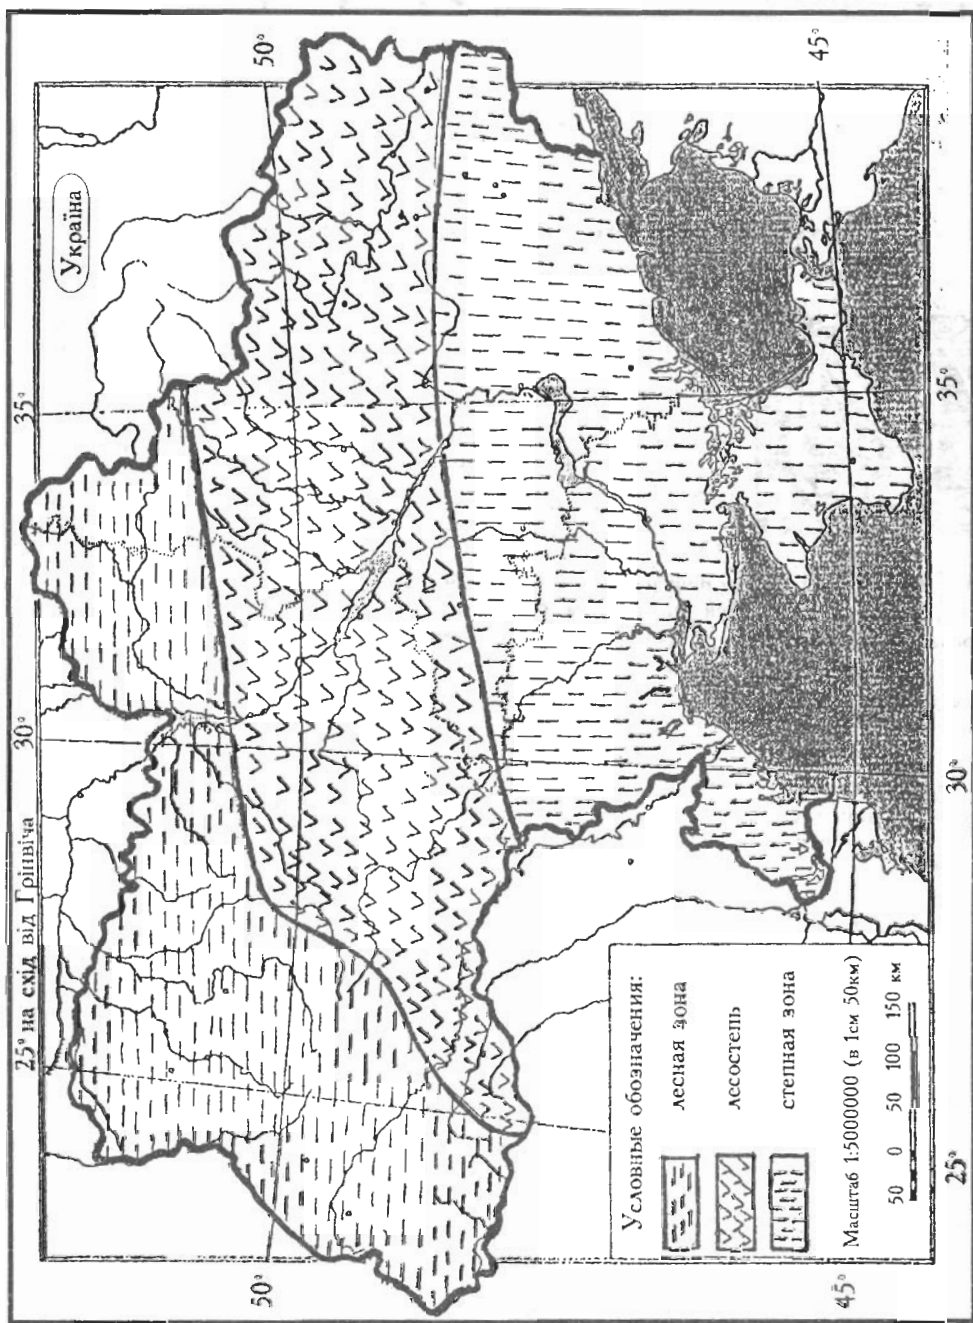 25° на схід від Грінвіча
30°
35°
Україна
50°
50°
45°
45°
Условные обозначения:
лесная зона
лесостепь
степная зона
Масштаб 1:5000000 (в 1см 50км)
50 0 50 100 150 км
25°
30°
35°